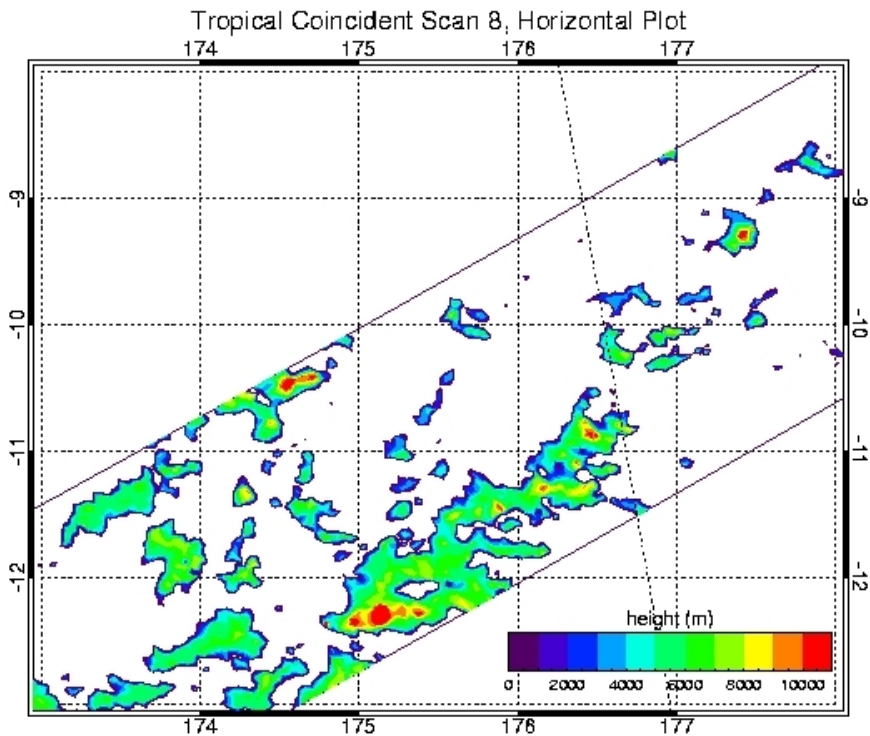 Tropical Coincident Scan 8, Horizontal Plot
174 175 176 177
-9 -9
-10 -10
-11 -11
-12 -12
height (m)
0 2000 4000 6000 8000 10000
174 175 176 177